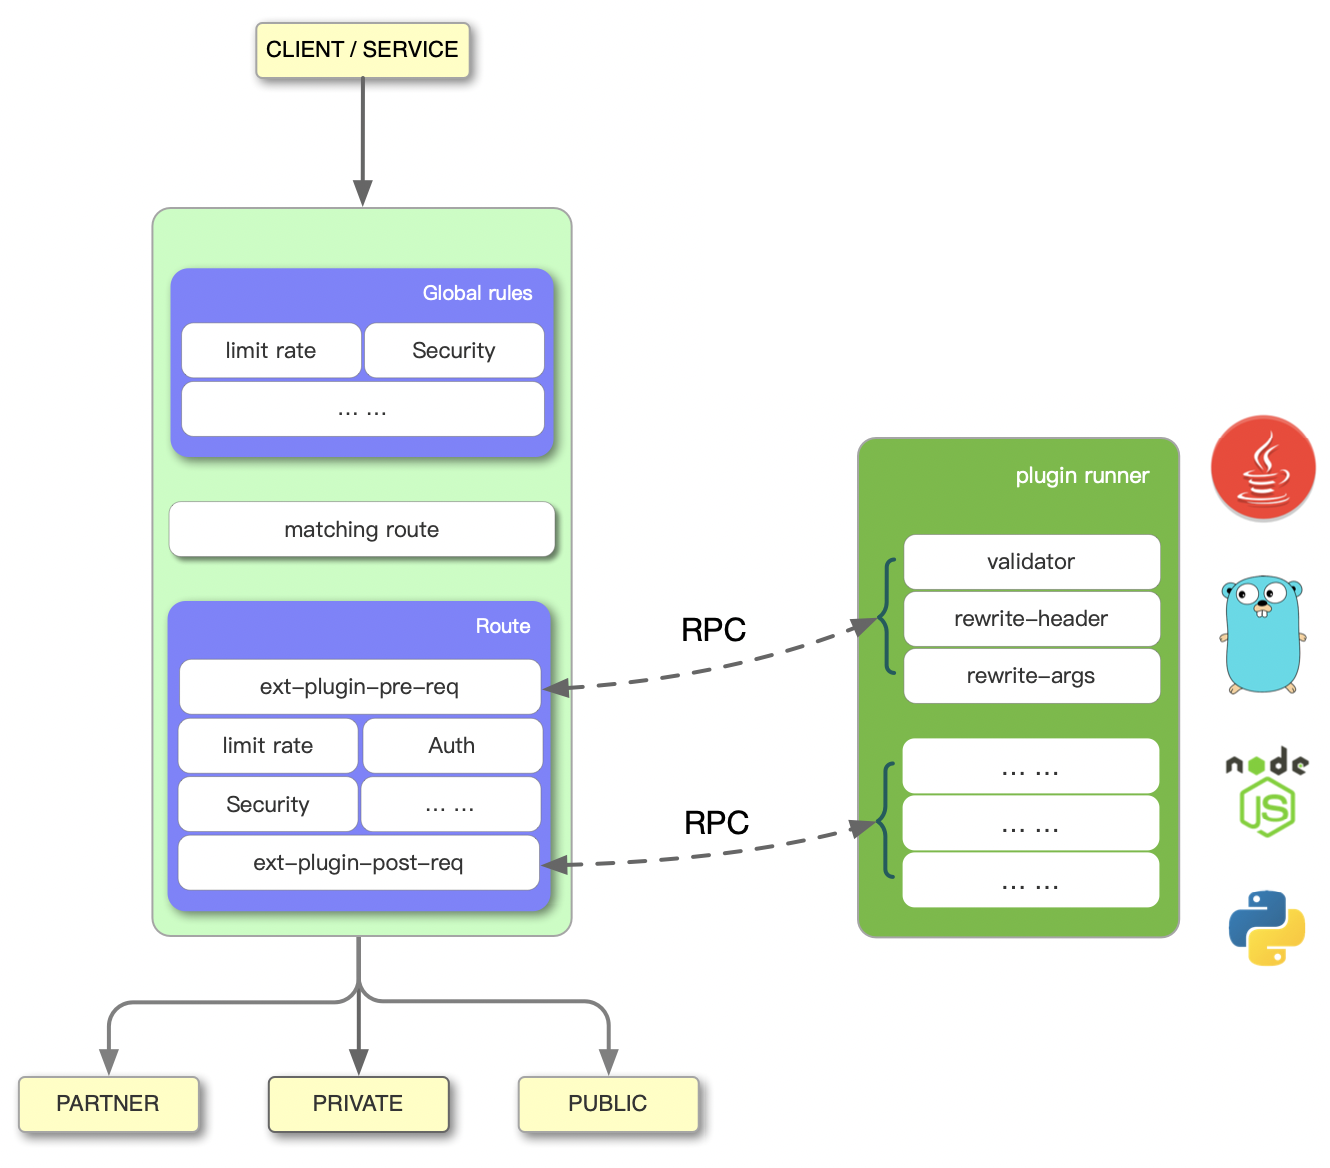 CLIENT / SERVICE
Global rules
limit rate
Security
... ...
matching route
Route
ext-plugin-pre-req
limit rate
Auth
Security
... ...
ext-plugin-post-req
RPC
RPC
plugin runner
validator
rewrite-header
rewrite-args
... ...
... ...
... ...
node
JS
PARTNER
PRIVATE
PUBLIC